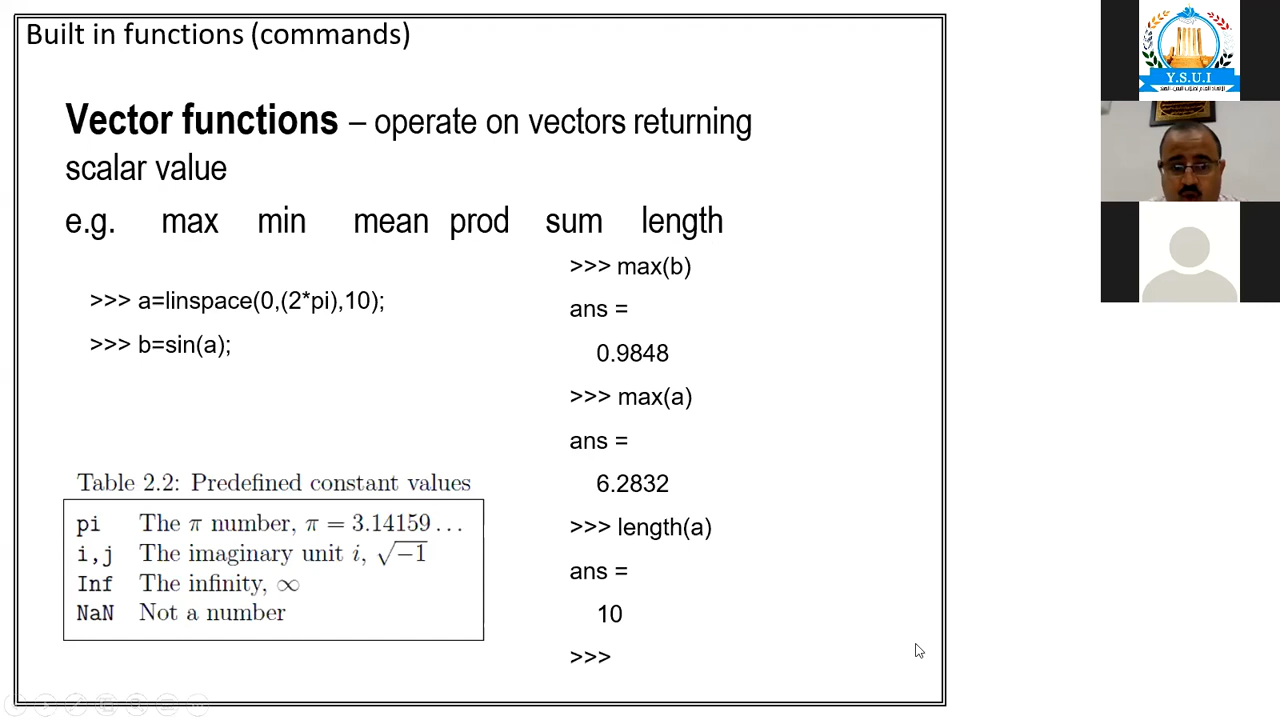 Built in functions (commands)
Vector functions – operate on vectors returning
scalar value
e.g. max min mean prod sum length
>>> a=linspace(0,(2*pi),10);
>>> b=sin(a);
>>> max(b)
ans =
0.9848
>>> max(a)
ans =
6.2832
>>> length(a)
ans =
10
>>>
Table 2.2: Predefined constant values
pi The π number, π = 3.14159…
i,j The imaginary unit i, √−1
Inf The infinity, ∞
NaN Not a number
Y.S.U.I